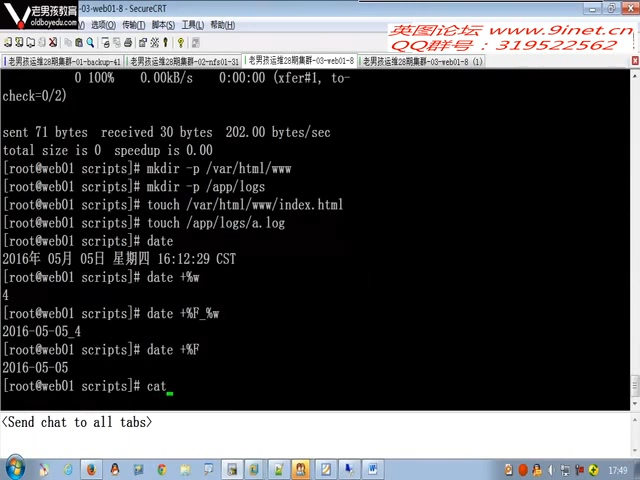 老男孩教育
oldboyedu.com
-03-web01-8 - SecureCRT
选项(O) 传输(T) 脚本(S) 工具(L) 帮助(H)
英图论坛 www.9inet.cn
QQ群号：319522562
老男孩运维28期集群-01-backup-41 老男孩运维28期集群-02-nfs01-31 老男孩运维28期集群-03-web01-8 老男孩运维28期集群-03-web01-8 (1)
0 100% 0.00kB/s 0:00:00 (xfer#1, to-
check=0/2)
sent 71 bytes received 30 bytes 202.00 bytes/sec
total size is 0 speedup is 0.00
[root@web01 scripts]# mkdir -p /var/html/www
[root@web01 scripts]# mkdir -p /app/logs
[root@web01 scripts]# touch /var/html/www/index.html
[root@web01 scripts]# touch /app/logs/a.log
[root@web01 scripts]# date
2016年 05月 05日 星期四 16:12:29 CST
[root@web01 scripts]# date +%w
4
[root@web01 scripts]# date +%F_%w
2016-05-05_4
[root@web01 scripts]# date +%F
2016-05-05
[root@web01 scripts]# cat
<Send chat to all tabs>
17:49